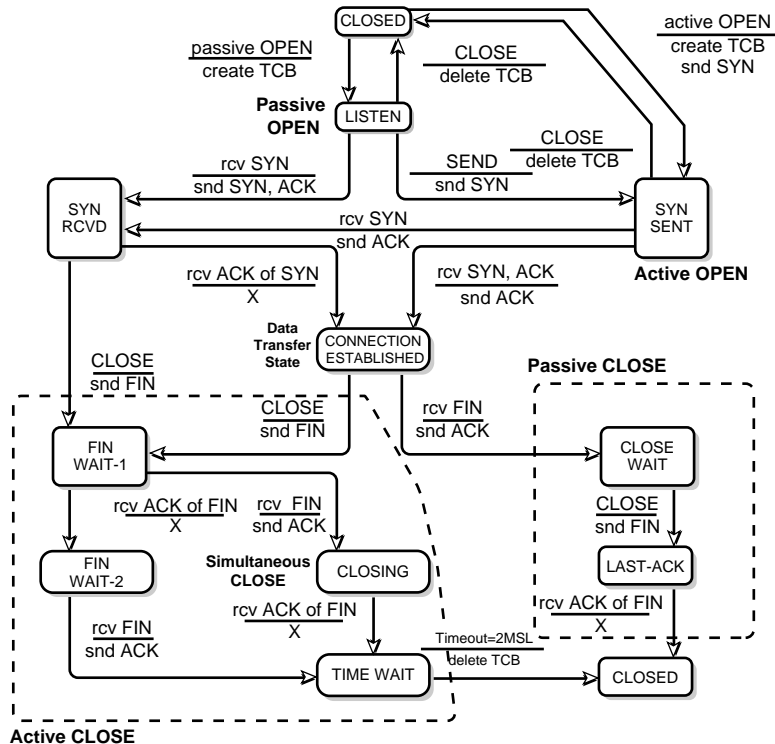 CLOSED
passive OPEN
create TCB
CLOSE
delete TCB
active OPEN
create TCB
snd SYN
Passive
OPEN
LISTEN
rcv SYN
snd SYN, ACK
SEND
snd SYN
CLOSE
delete TCB
SYN
RCVD
rcv SYN
snd ACK
SYN
SENT
Active OPEN
rcv ACK of SYN
X
rcv SYN, ACK
snd ACK
Data
Transfer
State
CONNECTION
ESTABLISHED
CLOSE
snd FIN
CLOSE
snd FIN
rcv FIN
snd ACK
Passive CLOSE
FIN
WAIT-1
CLOSE
WAIT
rcv ACK of FIN
X
rcv FIN
snd ACK
CLOSE
snd FIN
FIN
WAIT-2
Simultaneous
CLOSE
CLOSING
LAST-ACK
rcv FIN
snd ACK
rcv ACK of FIN
X
rcv ACK of FIN
X
Timeout=2MSL
delete TCB
TIME WAIT
CLOSED
Active CLOSE